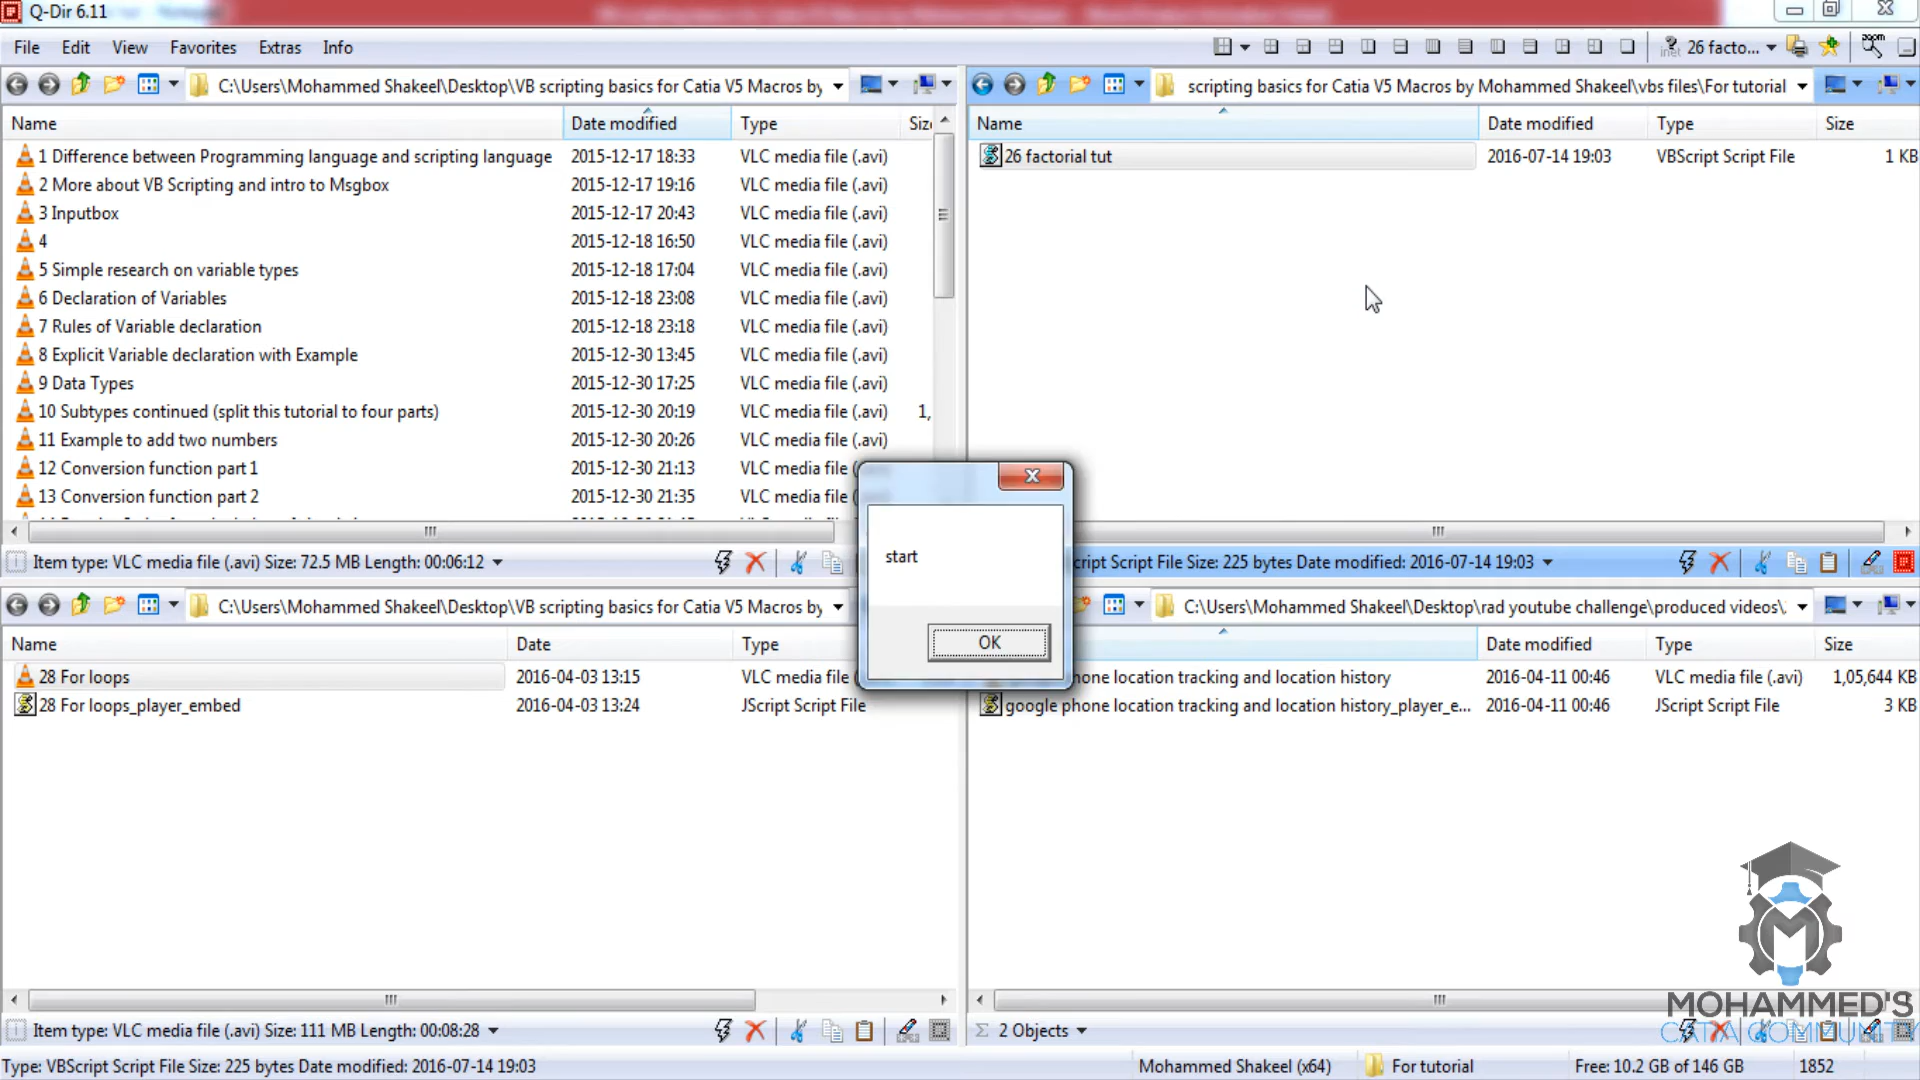 Q-Dir 6.11
File Edit View Favorites Extras Info
26 facto...
C:\Users\Mohammed Shakeel\Desktop\VB scripting basics for Catia V5 Macros by
scripting basics for Catia V5 Macros by Mohammed Shakeel\vbs files\For tutorial
Name Date modified Type Size
1 Difference between Programming language and scripting language 2015-12-17 18:33 VLC media file (.avi)
2 More about VB Scripting and intro to Msgbox 2015-12-17 19:16 VLC media file (.avi)
3 Inputbox 2015-12-17 20:43 VLC media file (.avi)
4 2015-12-18 16:50 VLC media file (.avi)
5 Simple research on variable types 2015-12-18 17:04 VLC media file (.avi)
6 Declaration of Variables 2015-12-18 23:08 VLC media file (.avi)
7 Rules of Variable declaration 2015-12-18 23:18 VLC media file (.avi)
8 Explicit Variable declaration with Example 2015-12-30 13:45 VLC media file (.avi)
9 Data Types 2015-12-30 17:25 VLC media file (.avi)
10 Subtypes continued (split this tutorial to four parts) 2015-12-30 20:19 VLC media file (.avi) 1,
11 Example to add two numbers 2015-12-30 20:26 VLC media file (.avi)
12 Conversion function part 1 2015-12-30 21:13 VLC media file
13 Conversion function part 2 2015-12-30 21:35 VLC media file
Item type: VLC media file (.avi) Size: 72.5 MB Length: 00:06:12
Name Date modified Type Size
26 factorial tut 2016-07-14 19:03 VBScript Script File 1 KB
cript Script File Size: 225 bytes Date modified: 2016-07-14 19:03
start
OK
C:\Users\Mohammed Shakeel\Desktop\VB scripting basics for Catia V5 Macros by
Name Date Type
28 For loops 2016-04-03 13:15 VLC media file
28 For loops_player_embed 2016-04-03 13:24 JScript Script File
Item type: VLC media file (.avi) Size: 111 MB Length: 00:08:28
C:\Users\Mohammed Shakeel\Desktop\rad youtube challenge\produced videos\
Date modified Type Size
phone location tracking and location history 2016-04-11 00:46 VLC media file (.avi) 1,05,644 KB
google phone location tracking and location history_player_e... 2016-04-11 00:46 JScript Script File 3 KB
2 Objects
MOHAMMED'S
CATIA COMMUNITY
Type: VBScript Script File Size: 225 bytes Date modified: 2016-07-14 19:03
Mohammed Shakeel (x64) For tutorial Free: 10.2 GB of 146 GB 1852